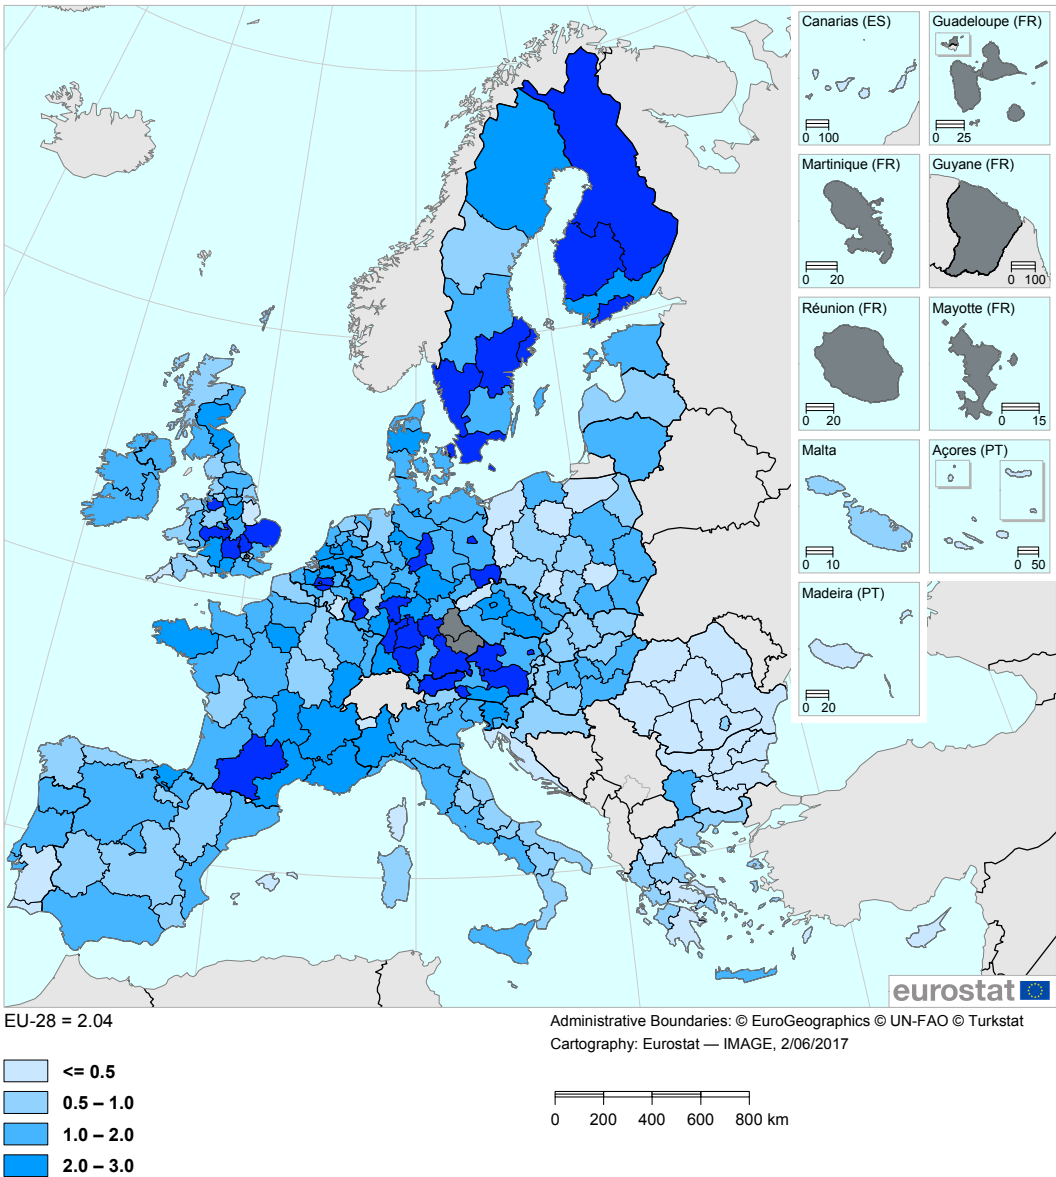 Canarias (ES)
0 100
Guadeloupe (FR)
0 25
Martinique (FR)
0 20
Guyane (FR)
0 100
Réunion (FR)
0 20
Mayotte (FR)
0 15
Malta
0 10
Açores (PT)
0 50
Madeira (PT)
0 20
eurostat
EU-28 = 2.04
Administrative Boundaries: © EuroGeographics © UN-FAO © Turkstat
Cartography: Eurostat — IMAGE, 2/06/2017
<= 0.5
0.5 – 1.0
1.0 – 2.0
2.0 – 3.0
0 200 400 600 800 km